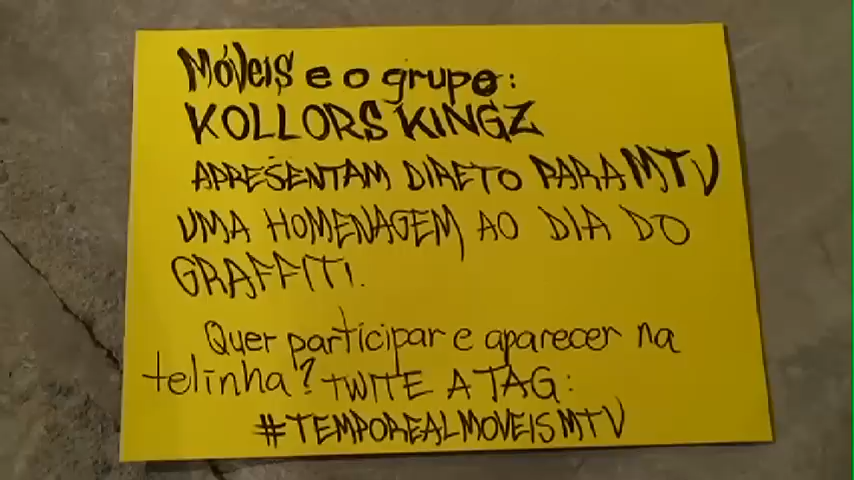 MóVeis e o grupo:
KOLLORS KINGZ
APRESENTAM DIRETO PARA MTV
UMA HOMENAGEM AO DIA DO
GRAFFITI.
Quer participar e aparecer na
telinha? TWITE A TAG:
#TEMPOREALMOVEISMTV